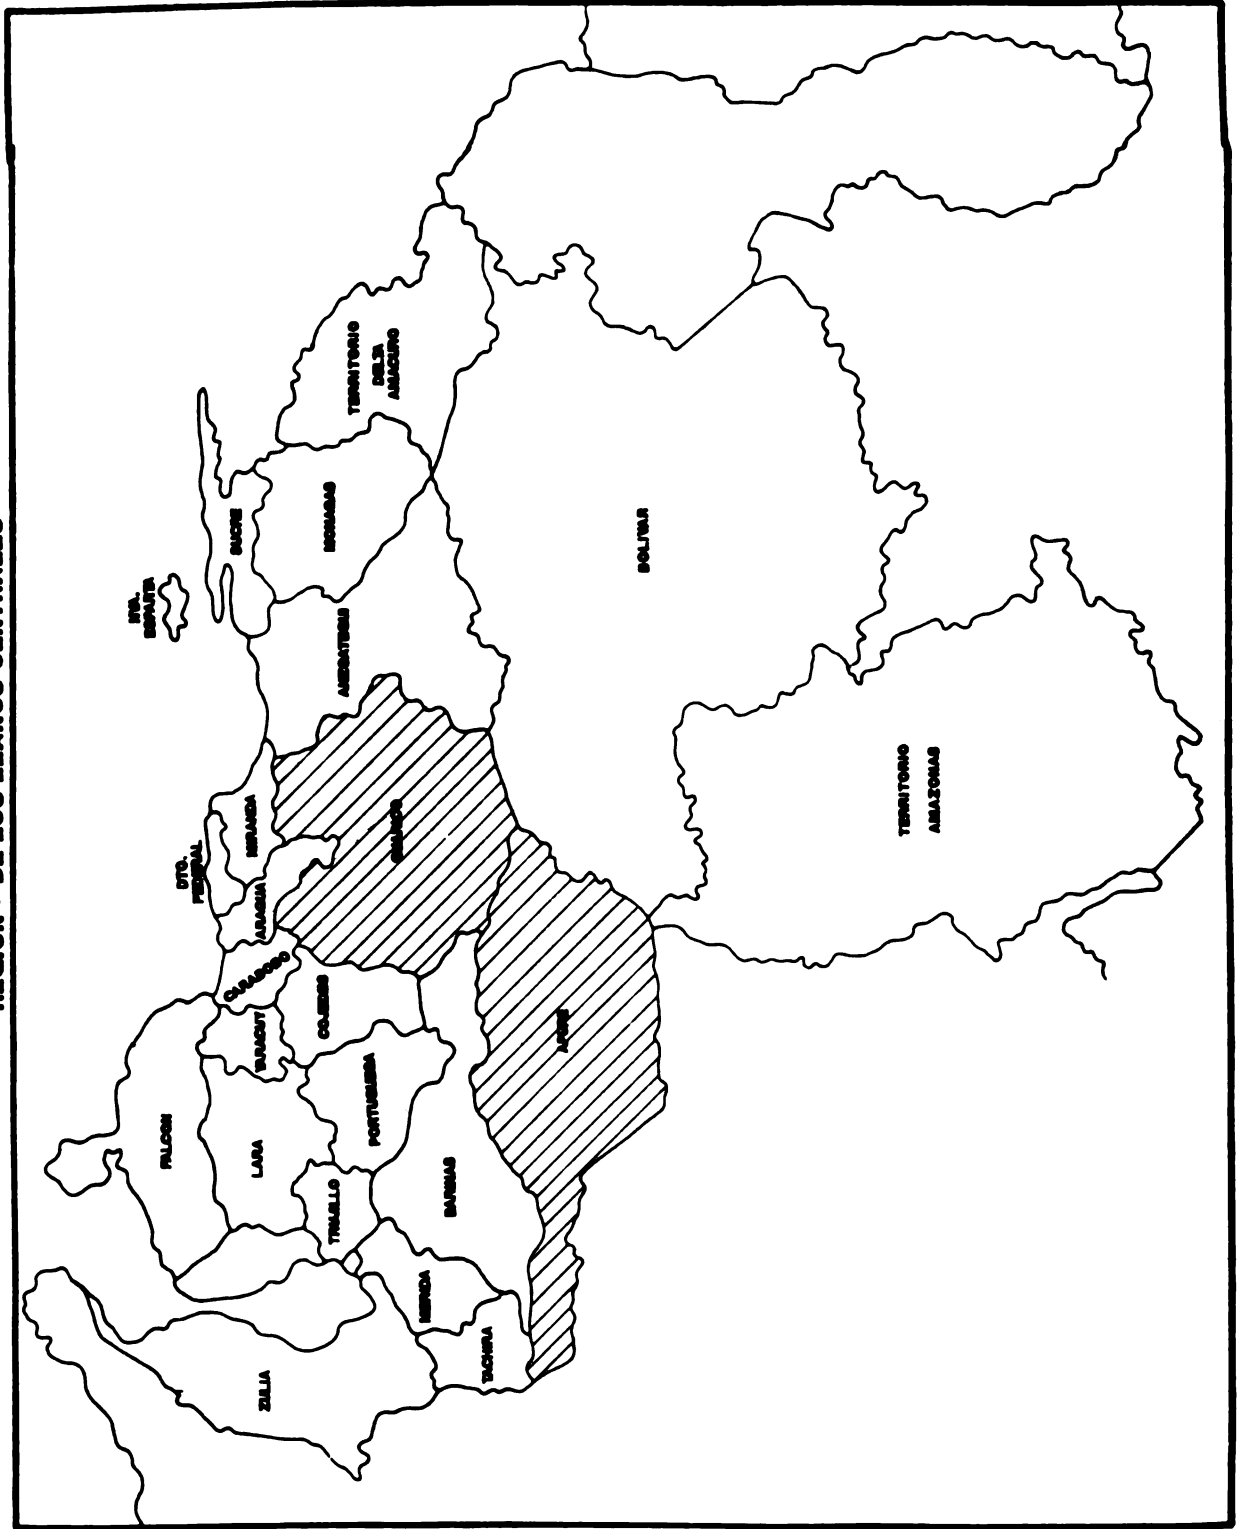 NVA.
ESPARTA
DTO.
FEDERAL
SUCRE
MIRANDA
ARAGUA
CARABOBO
YARACUY
FALCON
LARA
ZULIA
TERRITORIO
DELTA
AMACURO
MONAGAS
ANZOATEGUI
GUARICO
COJEDES
PORTUGUESA
TRUJILLO
BARINAS
MERIDA
TACHIRA
APURE
BOLIVAR
TERRITORIO
AMAZONAS